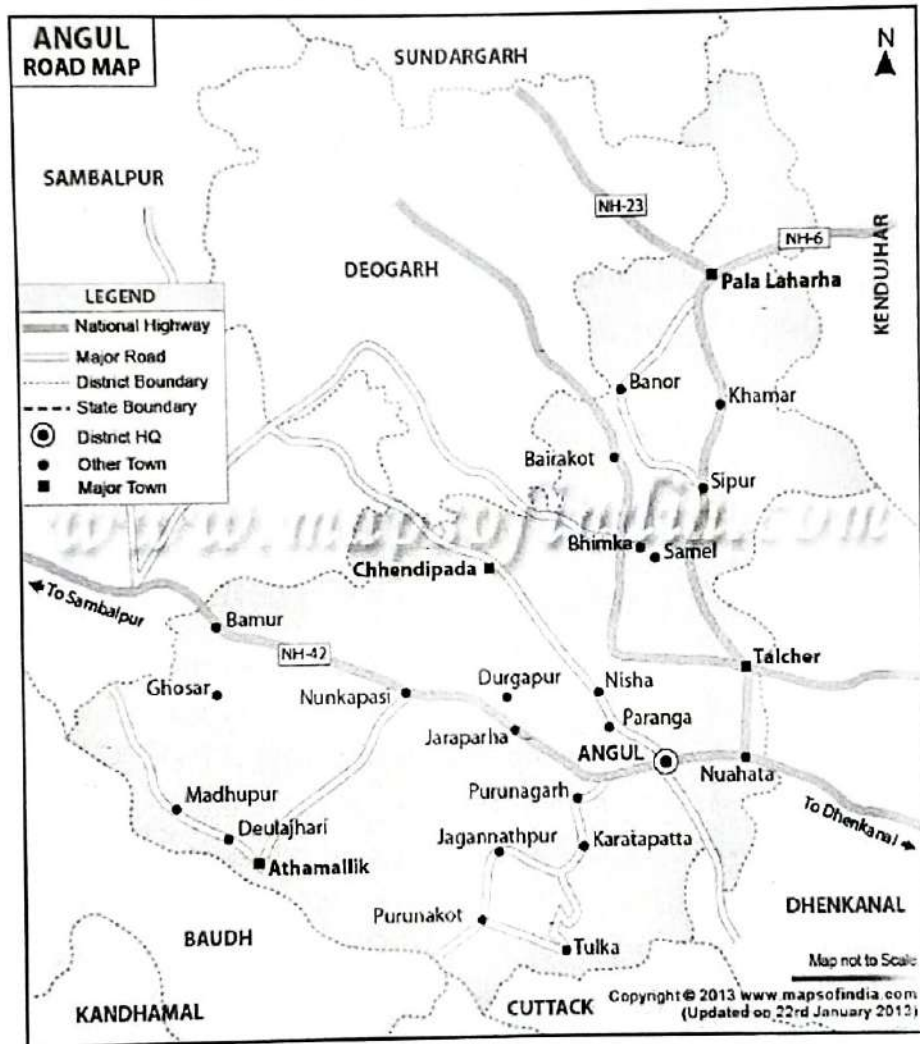 ANGUL
ROAD MAP
SUNDARGARH
N
SAMBALPUR
NH-23
NH-6
KENDUJHAR
DEOGARH
Pala Laharha
LEGEND
National Highway
Major Road
District Boundary
State Boundary
District HQ
Other Town
Major Town
Banor
Khamar
Bairakot
Sipur
www.mapsofindia.com
Bhimka
Samel
Chhendipada
To Sambalpur
Bamur
NH-42
Talcher
Ghosar
Nunkapasi
Durgapur
Nisha
Jaraparha
Paranga
ANGUL
Nuahata
Purunagarh
To Dhenkanal
Madhupur
Deulajhari
Jagannathpur
Karatapatta
Athamallik
Purunakot
DHENKANAL
BAUDH
Tulka
Map not to Scale
KANDHAMAL
CUTTACK
Copyright © 2013 www.mapsofindia.com
(Updated on 22rd January 2013)